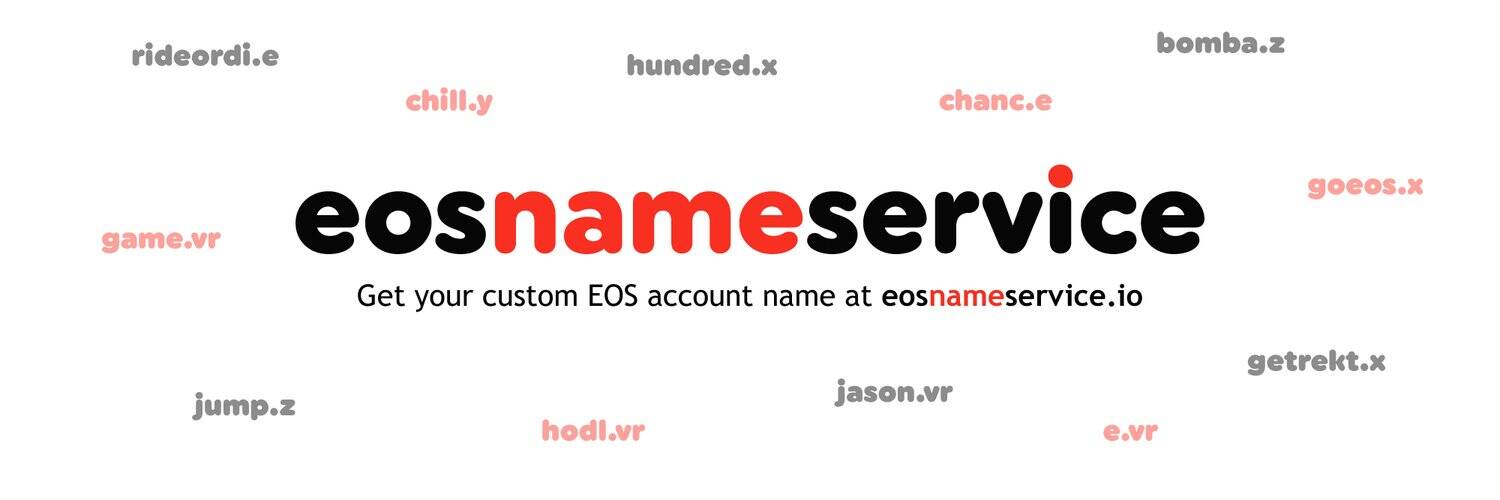 bomba.z
rideordi.e
hundred.x
chill.y
chanc.e
goeos.x
eosnameservice
game.vr
Get your custom EOS account name at eosnameservice.io
getrekt.x
jason.vr
jump.z
hodl.vr
e.vr